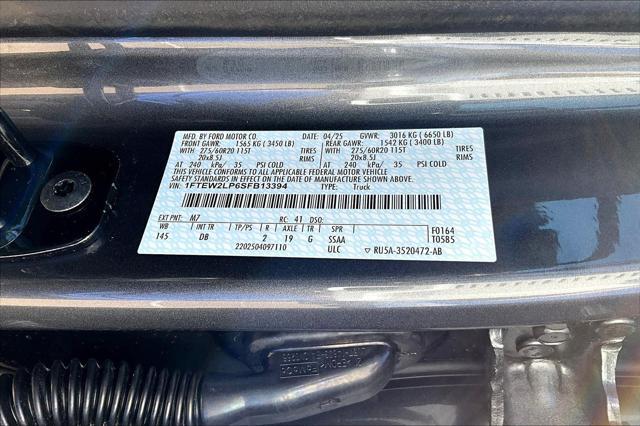 MFD. BY FORD MOTOR CO. 04/25 GVWR: 3016 KG ( 6650 LB)
FRONT GAWR: 1565 KG ( 3450 LB) REAR GAWR: 1542 KG ( 3400 LB)
275/60R20 115T TIRES 275/60R20 115T TIRES
20x8.5J RIMS 20x8.5J RIMS
AT 240 kPa/ 35 PSI COLD AT 240 kPa/ 35 PSI COLD
THIS VEHICLE CONFORMS TO ALL APPLICABLE FEDERAL MOTOR VEHICLE
SAFETY STANDARDS IN EFFECT ON THE DATE OF MANUFACTURE SHOWN ABOVE.
VIN: 1FTEW2LP6SFB13394 TYPE: Truck
EXT PNT: M7 RC: 41 DSO:
WB INT TR TP/PS R AXLE TR SPR F0164
145 DB 2 19 G SSAA T0585
2202504097110 ULC RU5A-3520472-AB